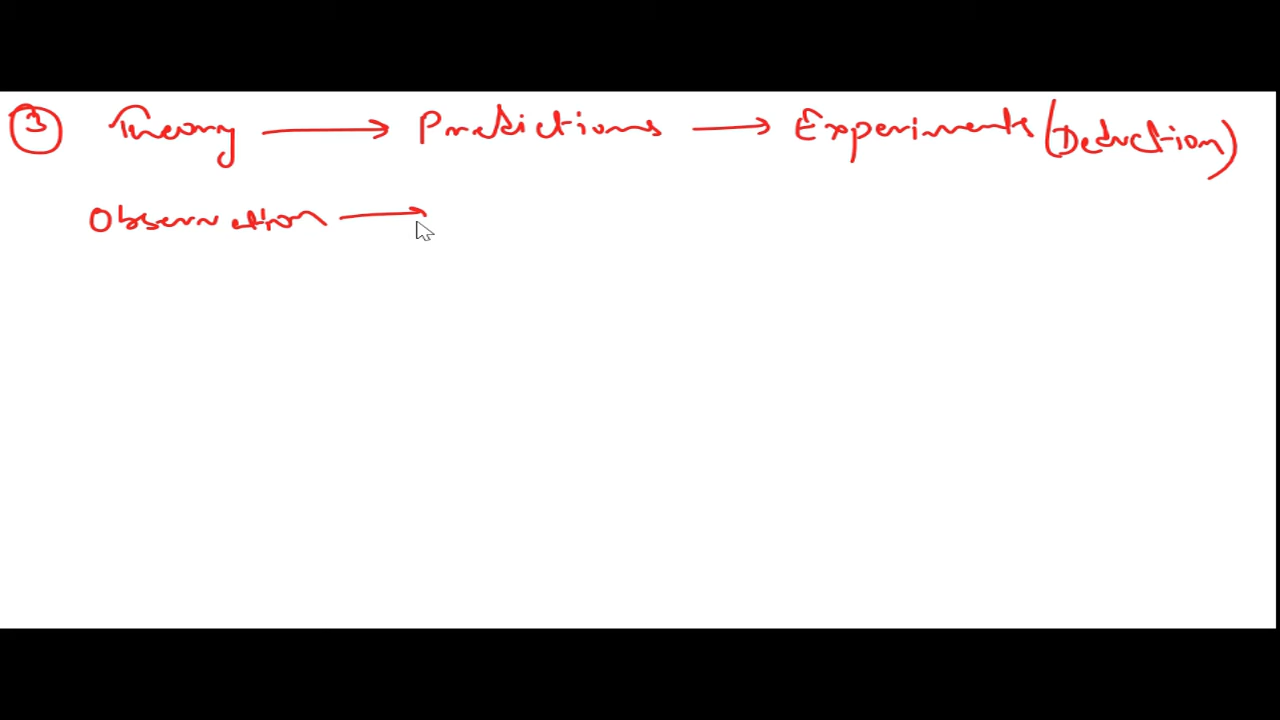 ③ Theory → Predictions → Experiments (Deduction)
Observation →